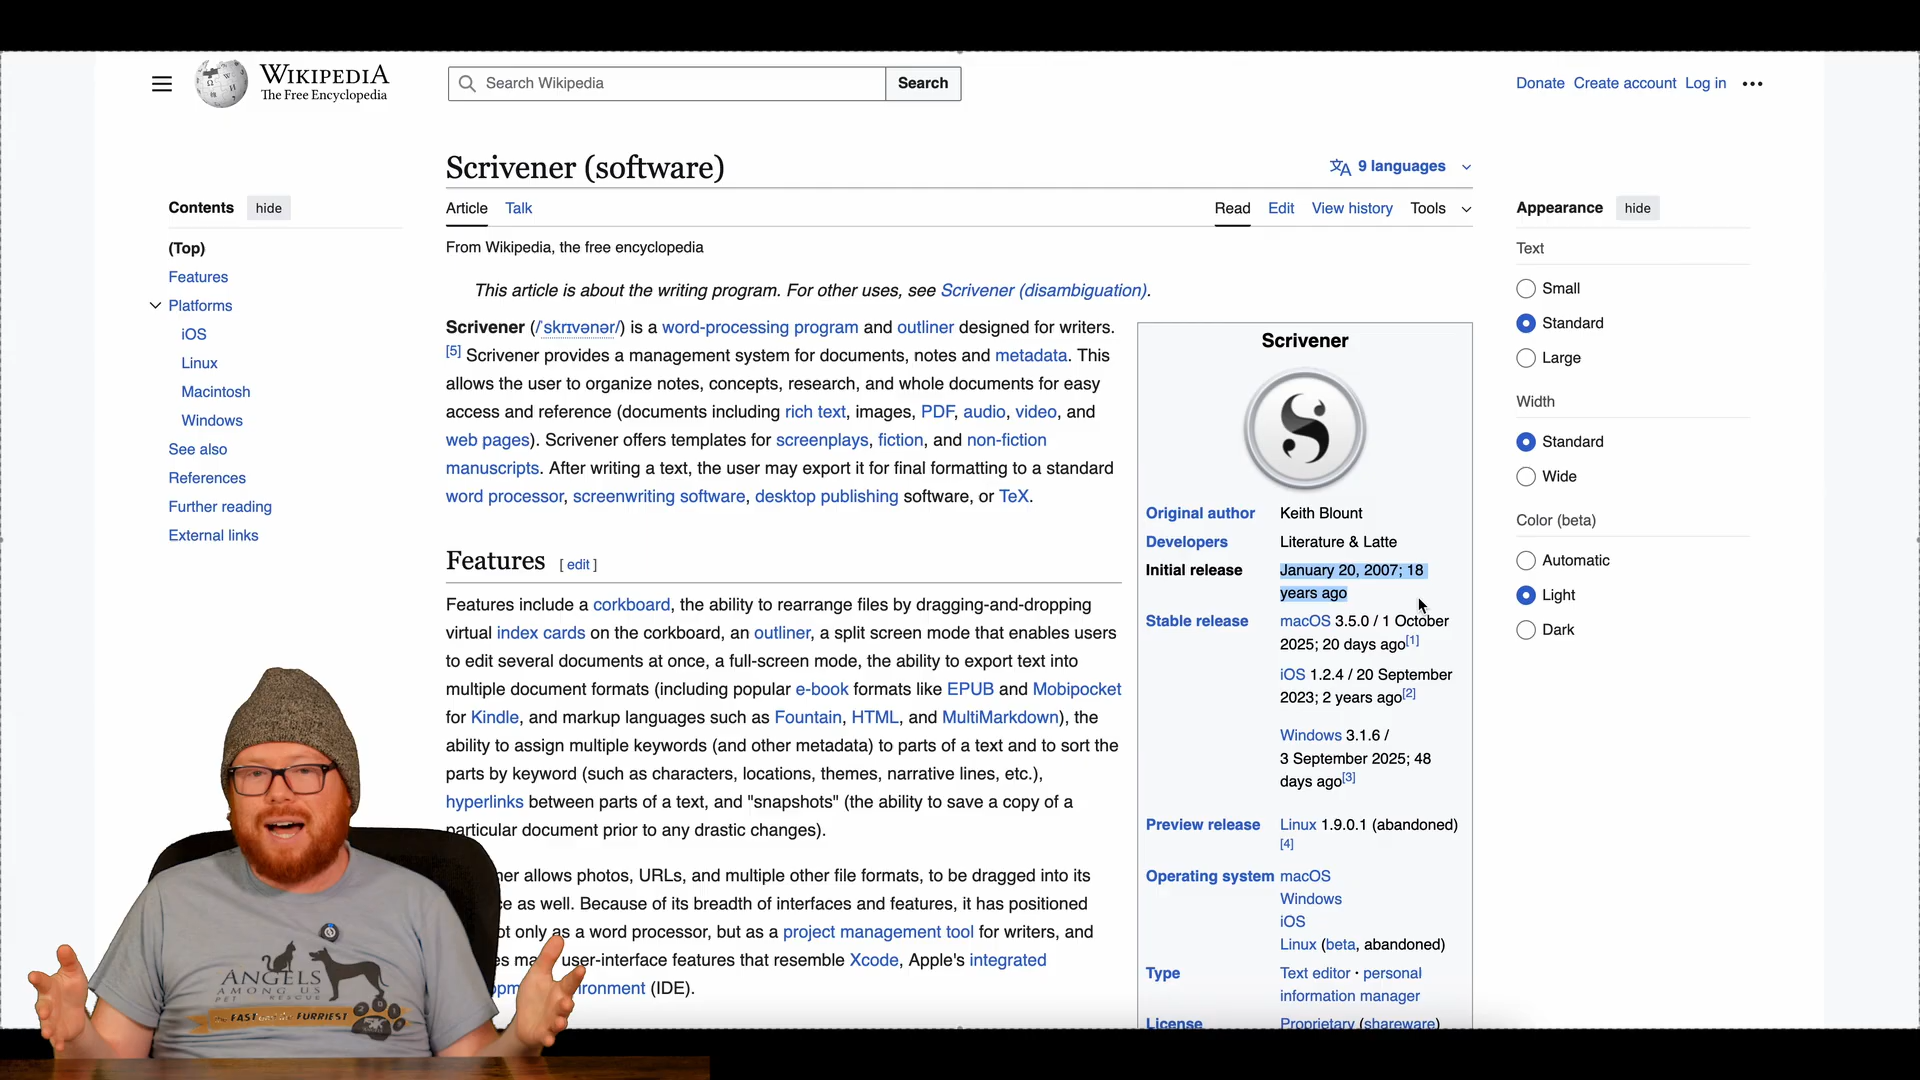 WIKIPEDIA
The Free Encyclopedia
Search Wikipedia
Search
Donate Create account Log in
Contents hide
(Top)
Features
Platforms
iOS
Linux
Macintosh
Windows
See also
References
Further reading
External links
Scrivener (software)
9 languages
Article Talk
Read Edit View history Tools
From Wikipedia, the free encyclopedia
This article is about the writing program. For other uses, see Scrivener (disambiguation).
Scrivener (/ˈskrɪvənər/) is a word-processing program and outliner designed for writers.
[5] Scrivener provides a management system for documents, notes and metadata. This
allows the user to organize notes, concepts, research, and whole documents for easy
access and reference (documents including rich text, images, PDF, audio, video, and
web pages). Scrivener offers templates for screenplays, fiction, and non-fiction
manuscripts. After writing a text, the user may export it for final formatting to a standard
word processor, screenwriting software, desktop publishing software, or TeX.
Features [ edit ]
Features include a corkboard, the ability to rearrange files by dragging-and-dropping
virtual index cards on the corkboard, an outliner, a split screen mode that enables users
to edit several documents at once, a full-screen mode, the ability to export text into
multiple document formats (including popular e-book formats like EPUB and Mobipocket
for Kindle, and markup languages such as Fountain, HTML, and MultiMarkdown), the
ability to assign multiple keywords (and other metadata) to parts of a text and to sort the
parts by keyword (such as characters, locations, themes, narrative lines, etc.),
hyperlinks between parts of a text, and "snapshots" (the ability to save a copy of a
particular document prior to any drastic changes).
ner allows photos, URLs, and multiple other file formats, to be dragged into its
ce as well. Because of its breadth of interfaces and features, it has positioned
ot only as a word processor, but as a project management tool for writers, and
user-interface features that resemble Xcode, Apple's integrated
ironment (IDE).
Scrivener
Original author Keith Blount
Developers Literature & Latte
Initial release January 20, 2007; 18
years ago
Stable release macOS 3.5.0 / 1 October
2025; 20 days ago[1]
iOS 1.2.4 / 20 September
2023; 2 years ago[2]
Windows 3.1.6 /
3 September 2025; 48
days ago[3]
Preview release Linux 1.9.0.1 (abandoned)
[4]
Operating system macOS
Windows
iOS
Linux (beta, abandoned)
Type Text editor · personal
information manager
License Proprietary (shareware)
Appearance hide
Text
Small
Standard
Large
Width
Standard
Wide
Color (beta)
Automatic
Light
Dark
ANGELS
AMONG US
PET RESCUE
FAST
FURRIEST